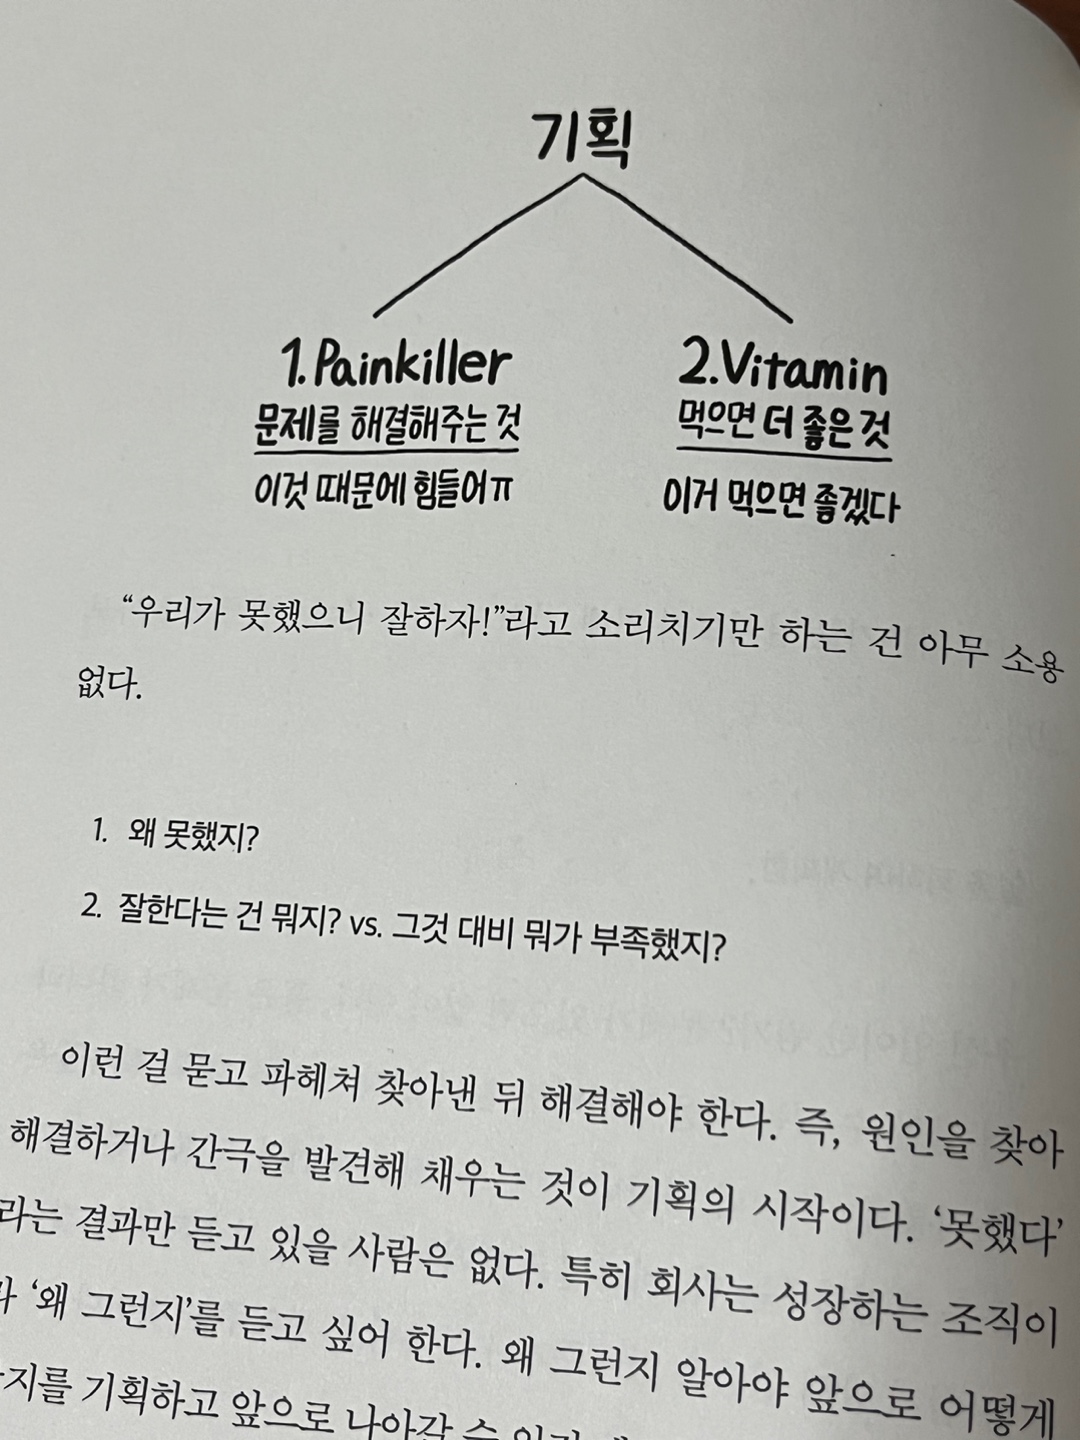 기획
1. Painkiller
문제를 해결해주는 것
이것 때문에 힘들어ㅠ
2. Vitamin
먹으면 더 좋은 것
이거 먹으면 좋겠다
“우리가 못했으니 잘하자!”라고 소리치기만 하는 건 아무 소용
없다.
1. 왜 못했지?
2. 잘한다는 건 뭐지? vs. 그것 대비 뭐가 부족했지?
이런 걸 묻고 파헤쳐 찾아낸 뒤 해결해야 한다. 즉, 원인을 찾아
해결하거나 간극을 발견해 채우는 것이 기획의 시작이다. ‘못했다’
라는 결과만 듣고 있을 사람은 없다. 특히 회사는 성장하는 조직이
‘왜 그런지’를 듣고 싶어 한다. 왜 그런지 알아야 앞으로 어떻게
기획하고 앞으로 나아갈 수